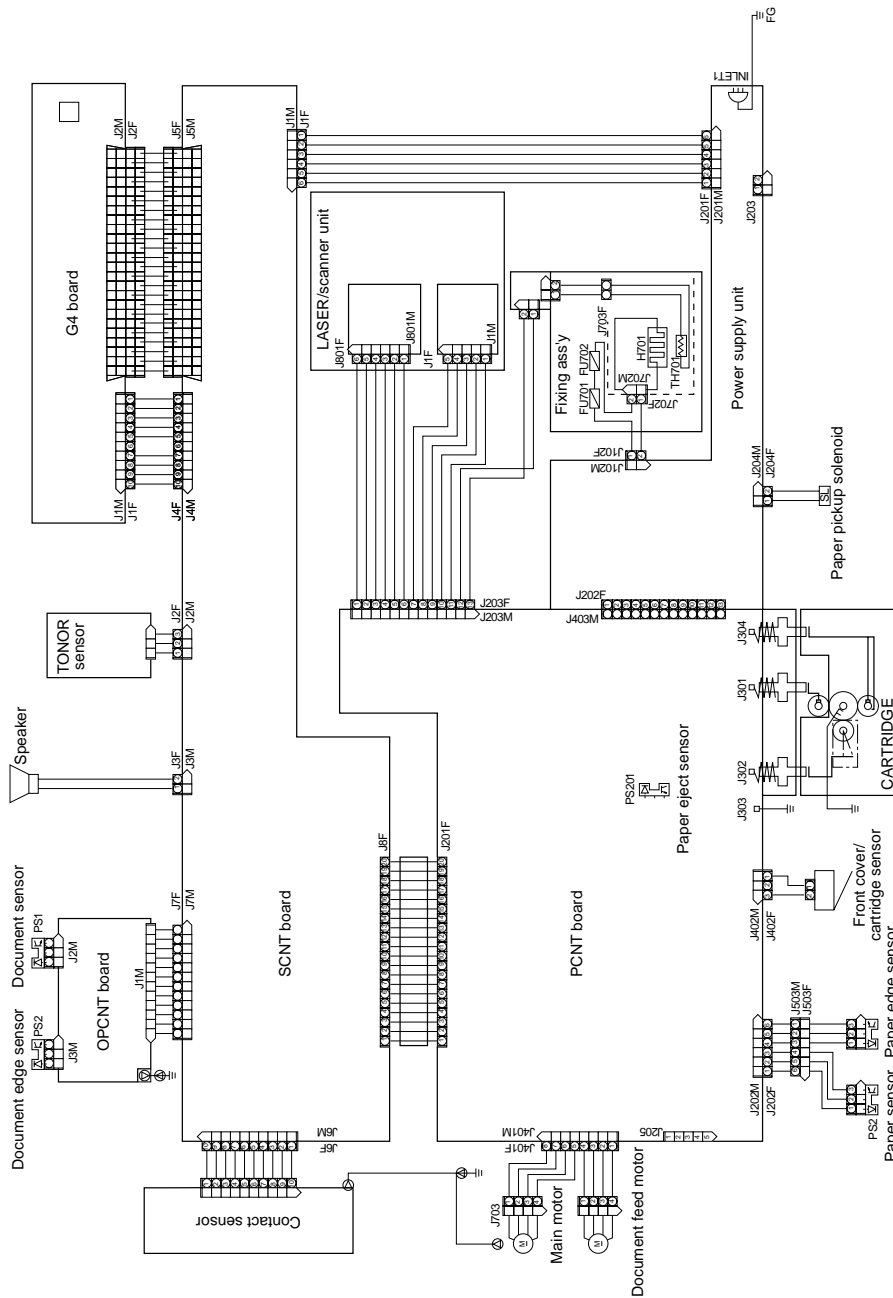 Document edge sensor
PS2
J3M
Document sensor
PS1
J2M
OPCNT board
J1M
J7F
J7M
Speaker
J3F
J3M
TONOR
sensor
J2F
J2M
G4 board
J1M
J1F
J4F
J4M
J2M
J2F
J5F
J5M
Contact sensor
J6F
J6M
SCNT board
J8F
J201F
J1M
J1F
LASER/scanner unit
J801F
J801M
J1F
J1M
J203F
J203M
Fixing ass'y
FU701
FU702
J703F
H701
TH701
J702M
J702F
J102F
J102M
J201F
J201M
INLET1
FG
J203
Power supply unit
J204M
J204F
SL
Paper pickup solenoid
J202F
J403M
PCNT board
PS201
Paper eject sensor
J703
M
Main motor
M
Document feed motor
J401F
J401M
J205
J202M
J202F
J503M
J503F
PS2
Paper sensor
Paper edge sensor
J402M
J402F
Front cover/
cartridge sensor
J303
J302
J301
J304
CARTRIDGE